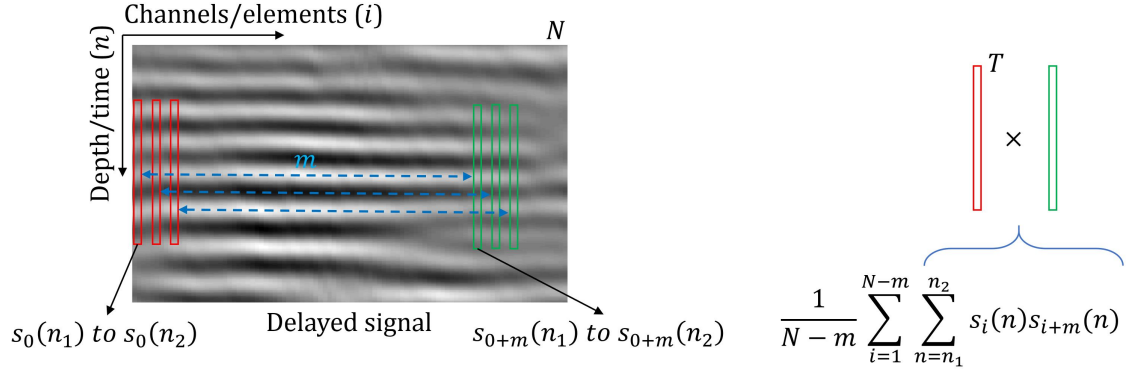 Channels/elements (i)
N
Depth/time (n)
m
Delayed signal
s_0(n_1) to s_0(n_2)
s_{0+m}(n_1) to s_{0+m}(n_2)
T
×
\frac{1}{N-m} \sum_{i=1}^{N-m} \sum_{n=n_1}^{n_2} s_i(n)s_{i+m}(n)